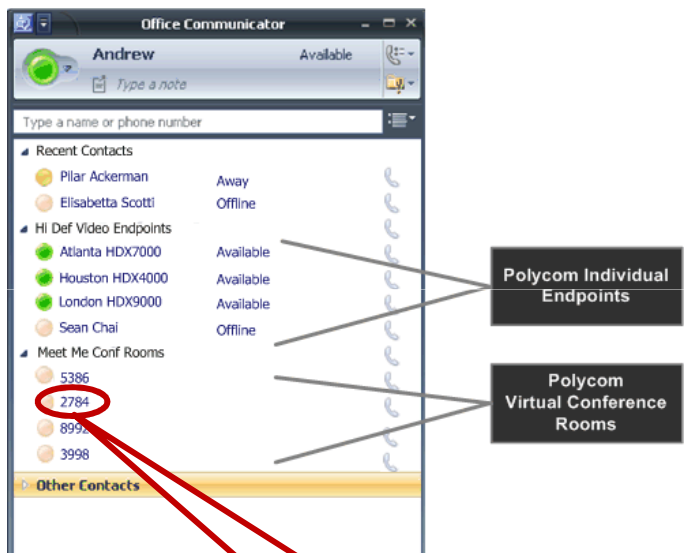 Office Communicator
Andrew Available
Type a note
Type a name or phone number
Recent Contacts
Pilar Ackerman Away
Elisabetta Scotti Offline
Hi Def Video Endpoints
Atlanta HDX7000 Available
Houston HDX4000 Available
London HDX9000 Available
Sean Chai Offline
Meet Me Conf Rooms
5386
2784
8992
3998
Other Contacts
Polycom Individual
Endpoints
Polycom
Virtual Conference
Rooms